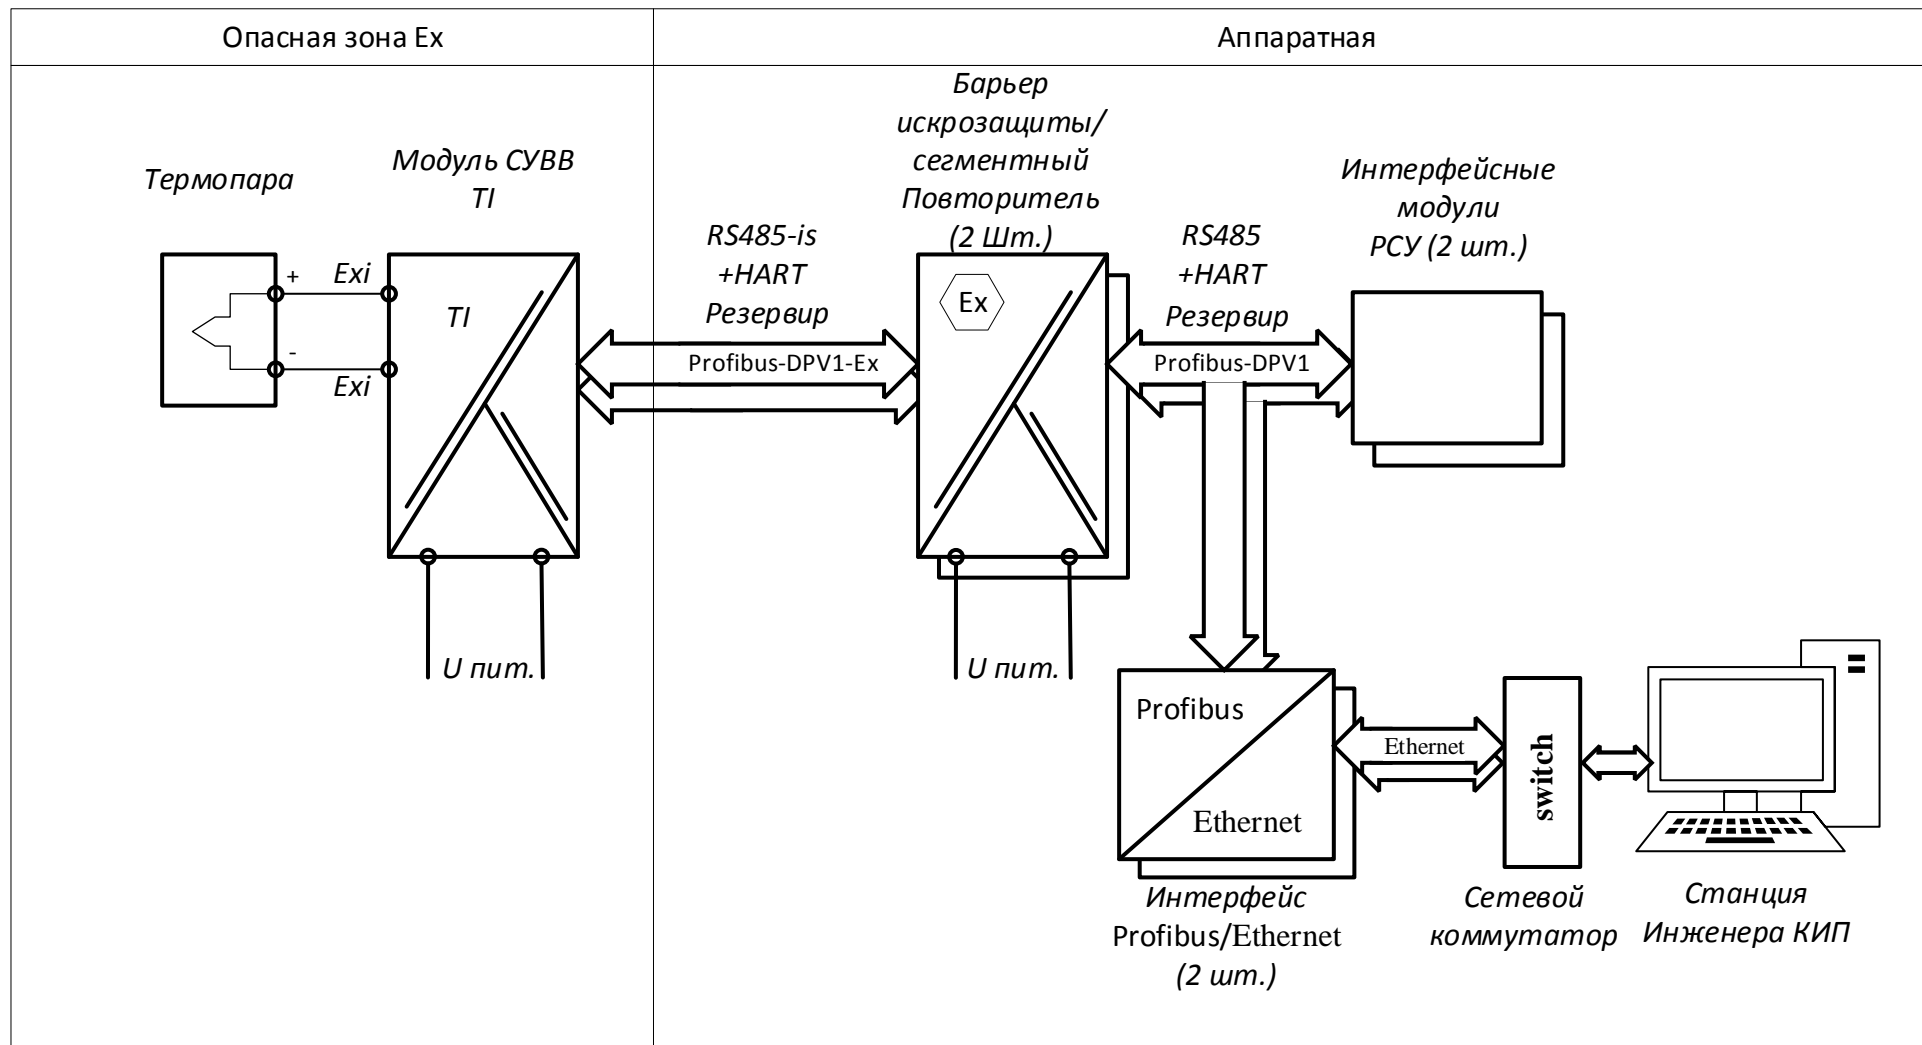 Опасная зона Ex
Аппаратная
Термопара
Модуль СУВВ
TI
Барьер
искрозащиты/
сегментный
Повторитель
(2 Шт.)
Интерфейсные
модули
РСУ (2 шт.)
RS485-is
+HART
Резервир
RS485
+HART
Резервир
+
Exi
-
Exi
TI
Profibus-DPV1-Ex
Ex
Profibus-DPV1
U пит.
U пит.
Profibus
Ethernet
Ethernet
switch
Интерфейс
Profibus/Ethernet
(2 шт.)
Сетевой
коммутатор
Станция
Инженера КИП